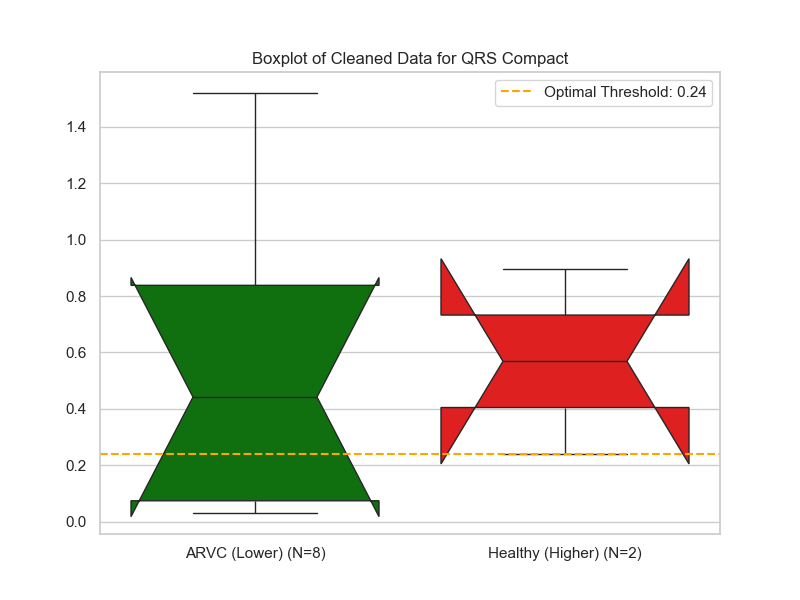 Boxplot of Cleaned Data for QRS Compact
Optimal Threshold: 0.24
1.4
1.2
1.0
0.8
0.6
0.4
0.2
0.0
ARVC (Lower) (N=8)
Healthy (Higher) (N=2)